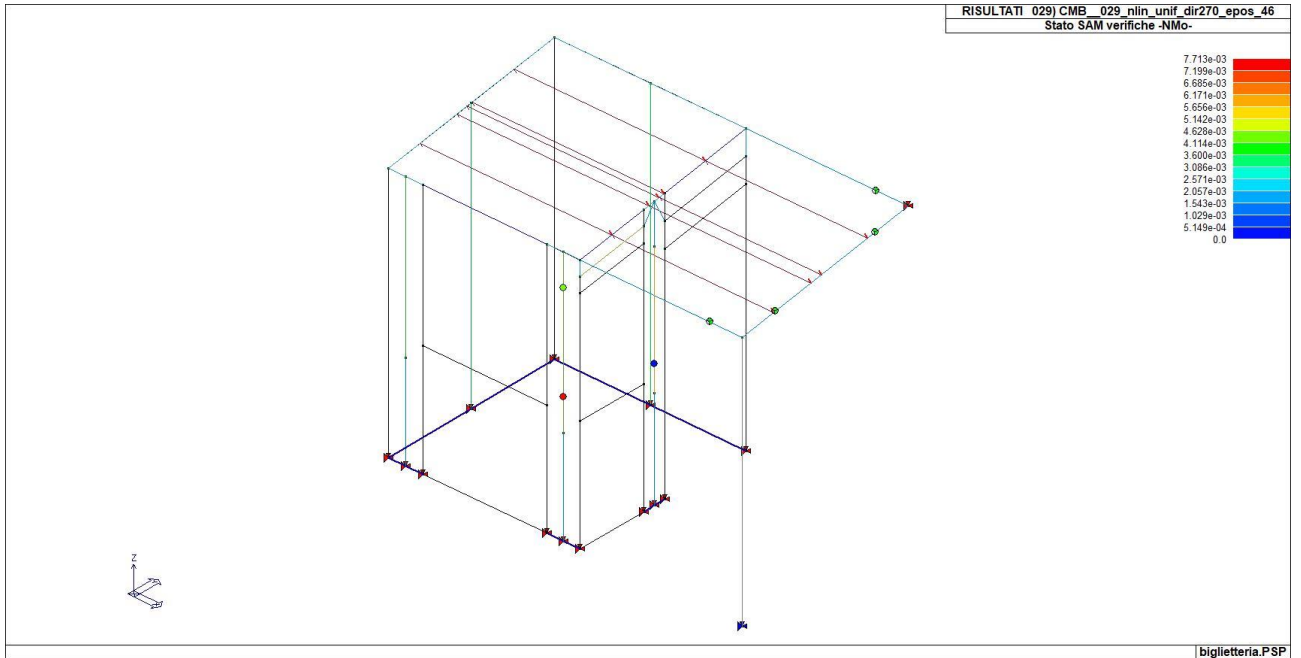 RISULTATI 029) CMB__029_nlin_unif_dir270_epos_46
Stato SAM verifiche -NMo-
7.713e-03
7.199e-03
6.685e-03
6.171e-03
5.656e-03
5.142e-03
4.628e-03
4.114e-03
3.600e-03
3.086e-03
2.571e-03
2.057e-03
1.543e-03
1.029e-03
5.149e-04
0.0
Z
biglietteria.PSP